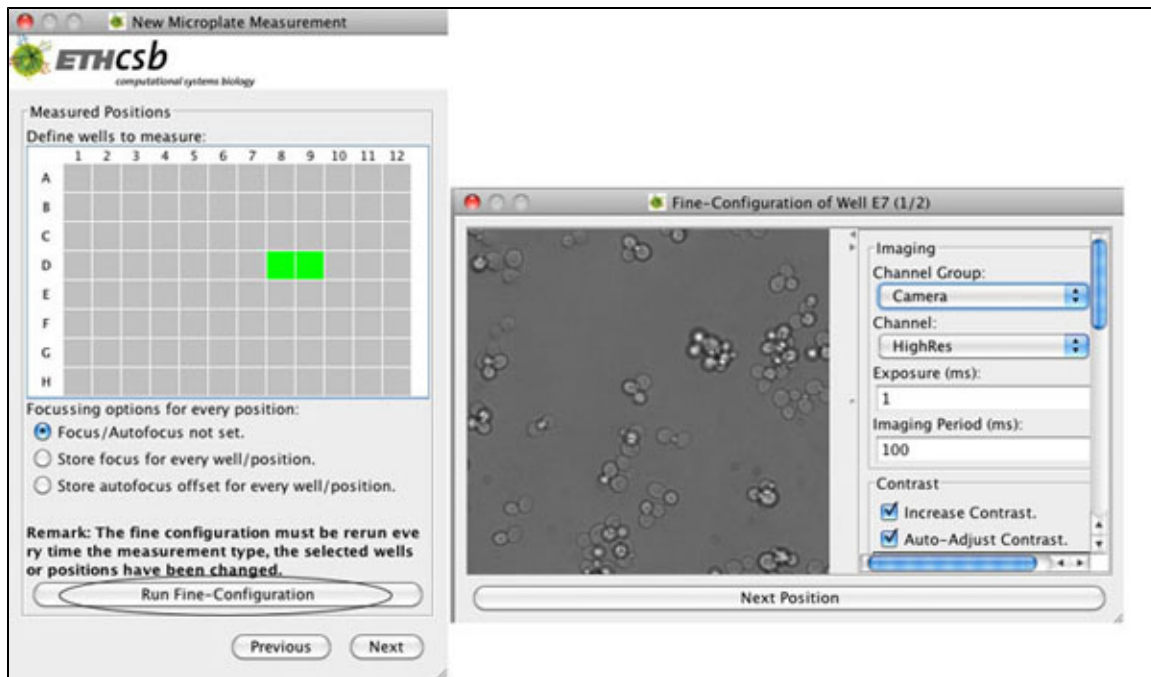 New Microplate Measurement
ETHcsb
computational systems biology
Measured Positions
Define wells to measure:
1 2 3 4 5 6 7 8 9 10 11 12
A
B
C
D
E
F
G
H
Focussing options for every position:
Focus/Autofocus not set.
Store focus for every well/position.
Store autofocus offset for every well/position.
Remark: The fine configuration must be rerun eve
ry time the measurement type, the selected wells
or positions have been changed.
Run Fine-Configuration
Previous Next
Fine-Configuration of Well E7 (1/2)
Imaging
Channel Group:
Camera
Channel:
HighRes
Exposure (ms):
1
Imaging Period (ms):
100
Contrast
Increase Contrast.
Auto-Adjust Contrast.
Next Position